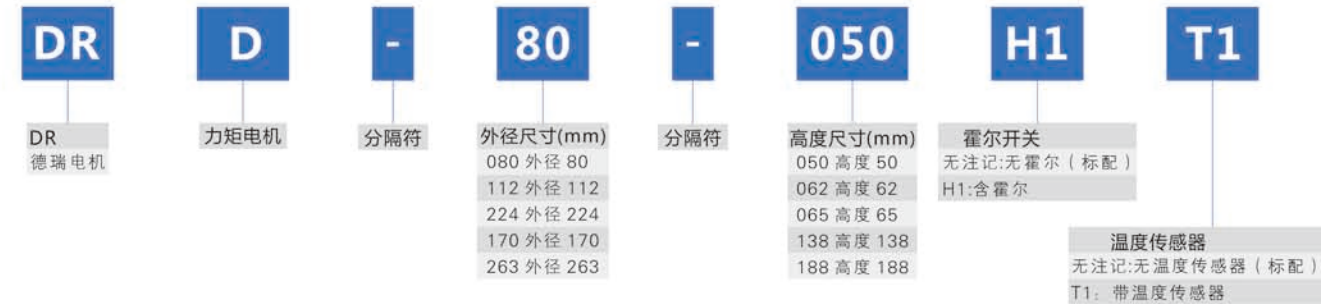 DR D - 80 - 050 H1 T1
DR
德瑞电机
力矩电机
分隔符
外径尺寸(mm)
080 外径 80
112 外径 112
224 外径 224
170 外径 170
263 外径 263
分隔符
高度尺寸(mm)
050 高度 50
062 高度 62
065 高度 65
138 高度 138
188 高度 188
霍尔开关
无注记:无霍尔（标配）
H1:含霍尔
温度传感器
无注记:无温度传感器（标配）
T1：带温度传感器